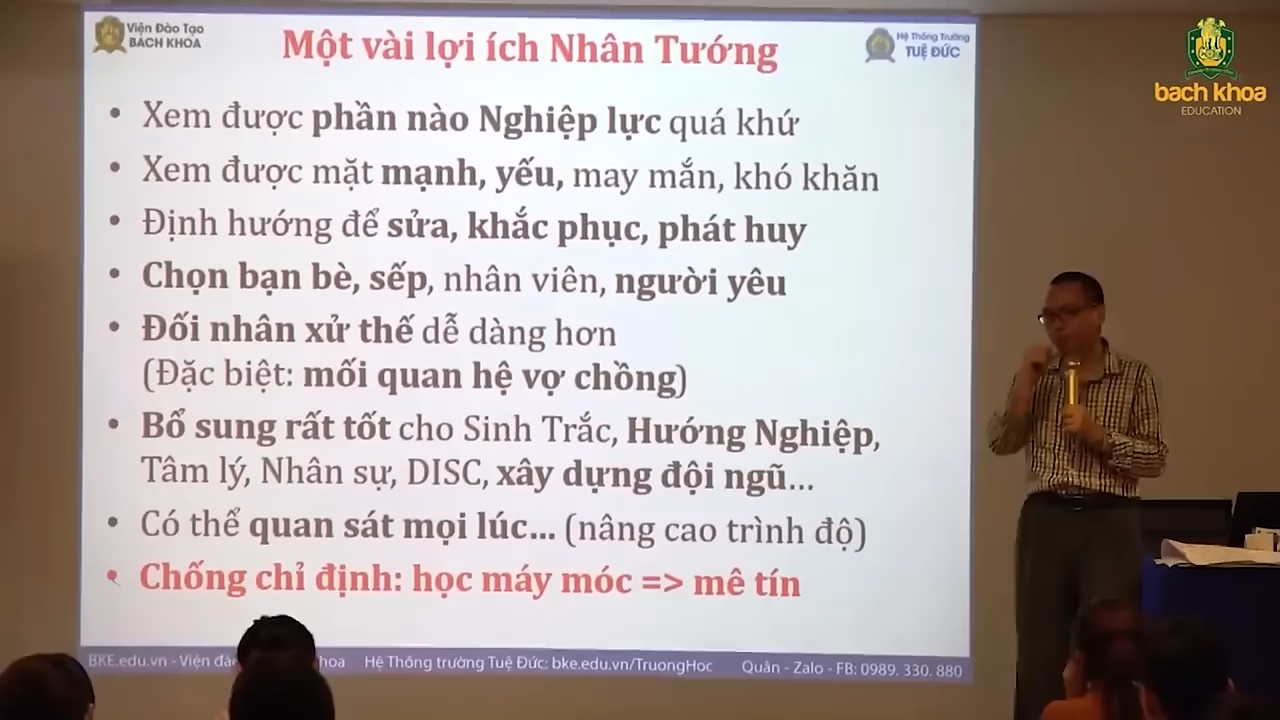 Viện Đào Tạo
BÁCH KHOA
Một vài lợi ích Nhân Tướng
Hệ Thống Trường
TUỆ ĐỨC
bach khoa
EDUCATION
• Xem được phần nào Nghiệp lực quá khứ
• Xem được mặt mạnh, yếu, may mắn, khó khăn
• Định hướng để sửa, khắc phục, phát huy
• Chọn bạn bè, sếp, nhân viên, người yêu
• Đối nhân xử thế dễ dàng hơn
(Đặc biệt: mối quan hệ vợ chồng)
• Bổ sung rất tốt cho Sinh Trắc, Hướng Nghiệp,
Tâm lý, Nhân sự, DISC, xây dựng đội ngũ...
• Có thể quan sát mọi lúc... (nâng cao trình độ)
• Chống chỉ định: học máy móc => mê tín
BKE.edu.vn - Viện khoa Hệ Thống trường Tuệ Đức: bke.edu.vn/TruongHoc Quân - Zalo - FB: 0989. 330. 880